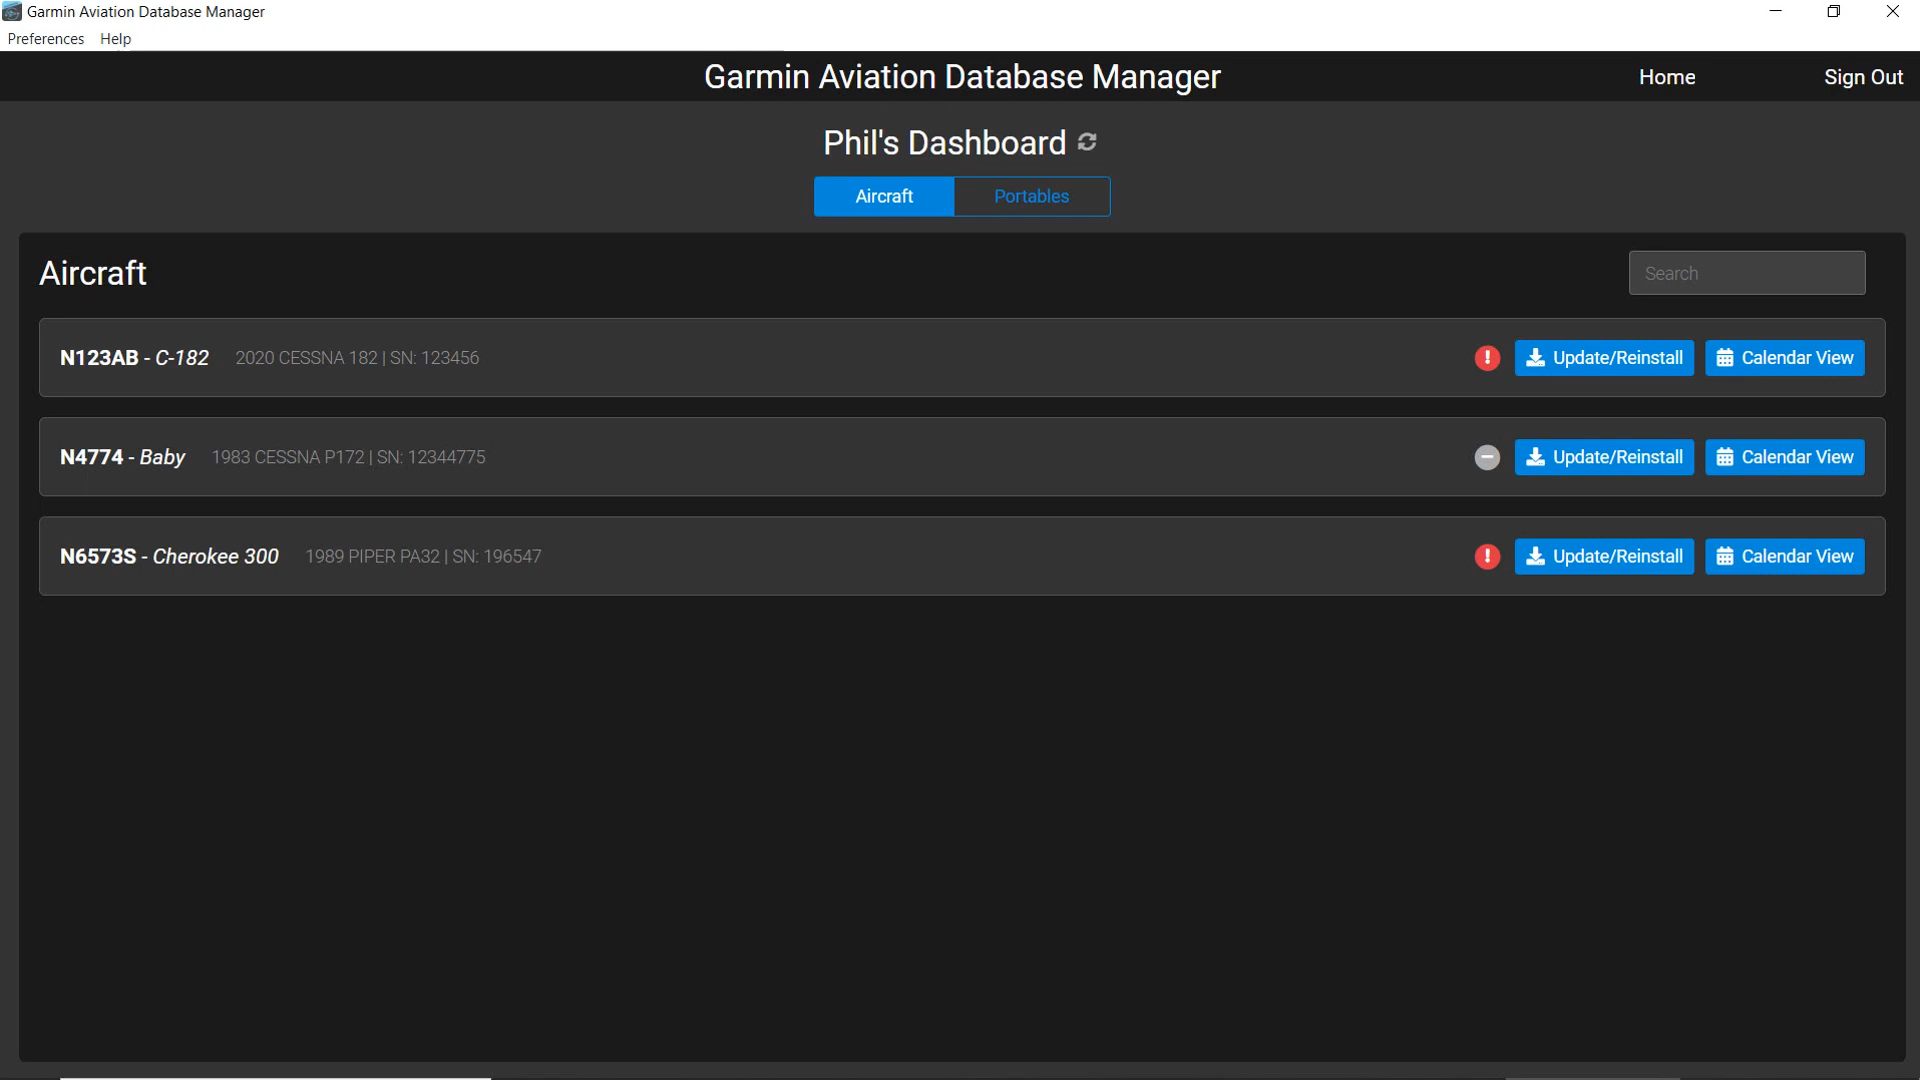 Garmin Aviation Database Manager
Preferences Help
Garmin Aviation Database Manager Home Sign Out
Phil's Dashboard
Aircraft Portables
Aircraft Search
N123AB - C-182 2020 CESSNA 182 | SN: 123456 Update/Reinstall Calendar View
N4774 - Baby 1983 CESSNA P172 | SN: 12344775 Update/Reinstall Calendar View
N6573S - Cherokee 300 1989 PIPER PA32 | SN: 196547 Update/Reinstall Calendar View